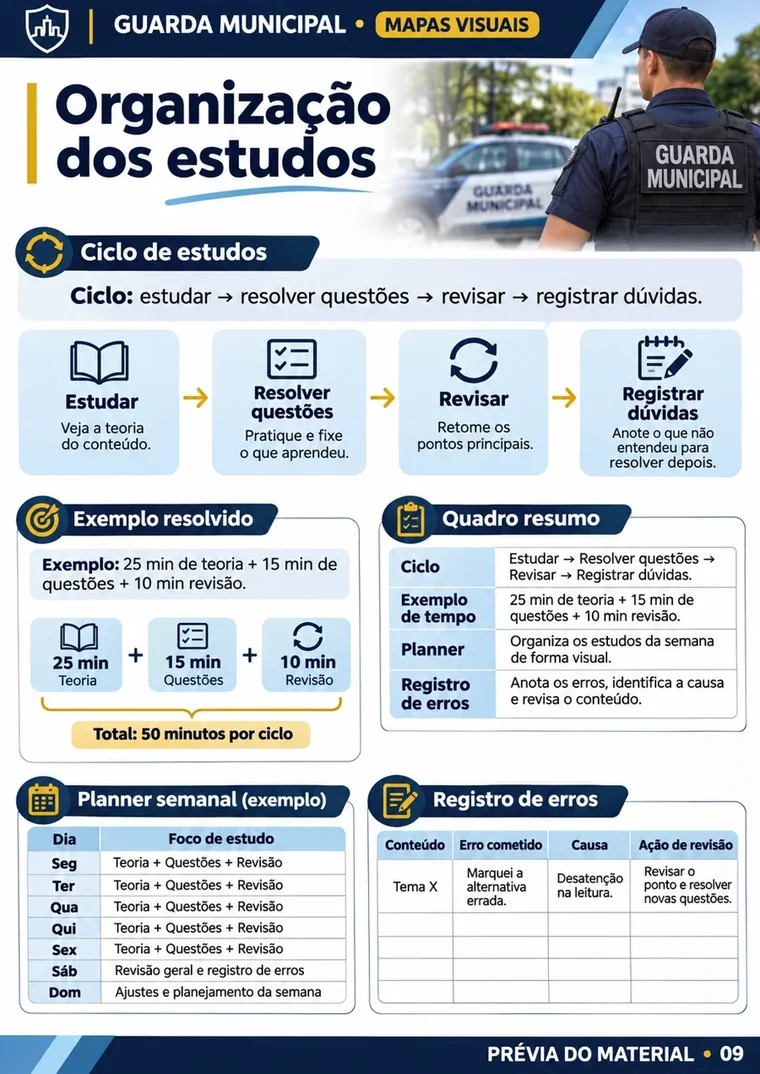 GUARDA MUNICIPAL • MAPAS VISUAIS
Organização
dos estudos
GUARDA
MUNICIPAL
GUARDA
MUNICIPAL
Ciclo de estudos
Ciclo: estudar → resolver questões → revisar → registrar dúvidas.
Estudar
Veja a teoria
do conteúdo.
Resolver
questões
Pratique e fixe
o que aprendeu.
Revisar
Retome os
pontos principais.
Registrar
dúvidas
Anote o que não
entendeu para
resolver depois.
Exemplo resolvido
Exemplo: 25 min de teoria + 15 min de
questões + 10 min revisão.
25 min
Teoria
+
15 min
Questões
+
10 min
Revisão
Total: 50 minutos por ciclo
Quadro resumo
Ciclo
Estudar → Resolver questões →
Revisar → Registrar dúvidas.
Exemplo
de tempo
25 min de teoria + 15 min de
questões + 10 min revisão.
Planner
Organiza os estudos da semana
de forma visual.
Registro
de erros
Anota os erros, identifica a causa
e revisa o conteúdo.
Planner semanal (exemplo)
Dia Foco de estudo
Seg Teoria + Questões + Revisão
Ter Teoria + Questões + Revisão
Qua Teoria + Questões + Revisão
Qui Teoria + Questões + Revisão
Sex Teoria + Questões + Revisão
Sáb Revisão geral e registro de erros
Dom Ajustes e planejamento da semana
Registro de erros
Conteúdo Erro cometido Causa Ação de revisão
Tema X
Marquei a
alternativa
errada.
Desatenção
na leitura.
Revisar o
ponto e resolver
novas questões.
PRÉVIA DO MATERIAL • 09